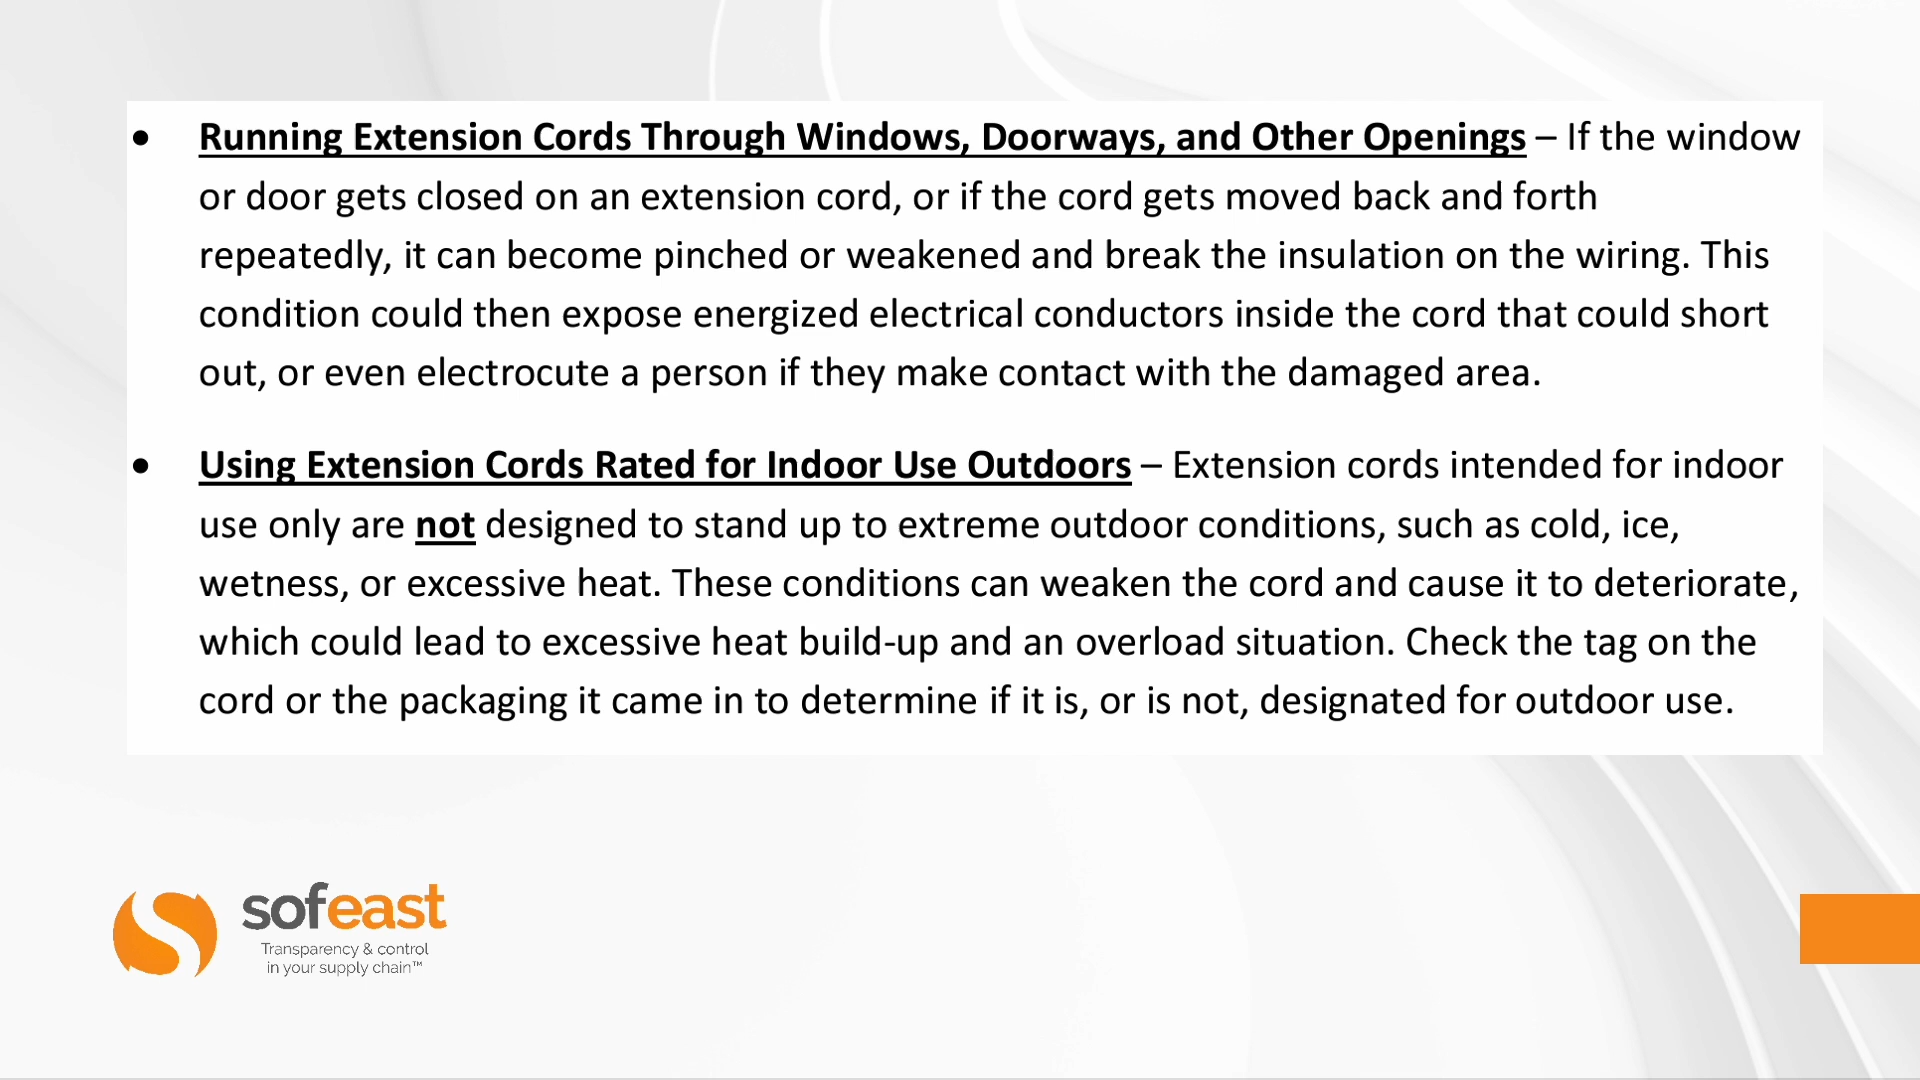 • Running Extension Cords Through Windows, Doorways, and Other Openings – If the window
or door gets closed on an extension cord, or if the cord gets moved back and forth
repeatedly, it can become pinched or weakened and break the insulation on the wiring. This
condition could then expose energized electrical conductors inside the cord that could short
out, or even electrocute a person if they make contact with the damaged area.
• Using Extension Cords Rated for Indoor Use Outdoors – Extension cords intended for indoor
use only are not designed to stand up to extreme outdoor conditions, such as cold, ice,
wetness, or excessive heat. These conditions can weaken the cord and cause it to deteriorate,
which could lead to excessive heat build-up and an overload situation. Check the tag on the
cord or the packaging it came in to determine if it is, or is not, designated for outdoor use.
sofeast
Transparency & control
in your supply chain™